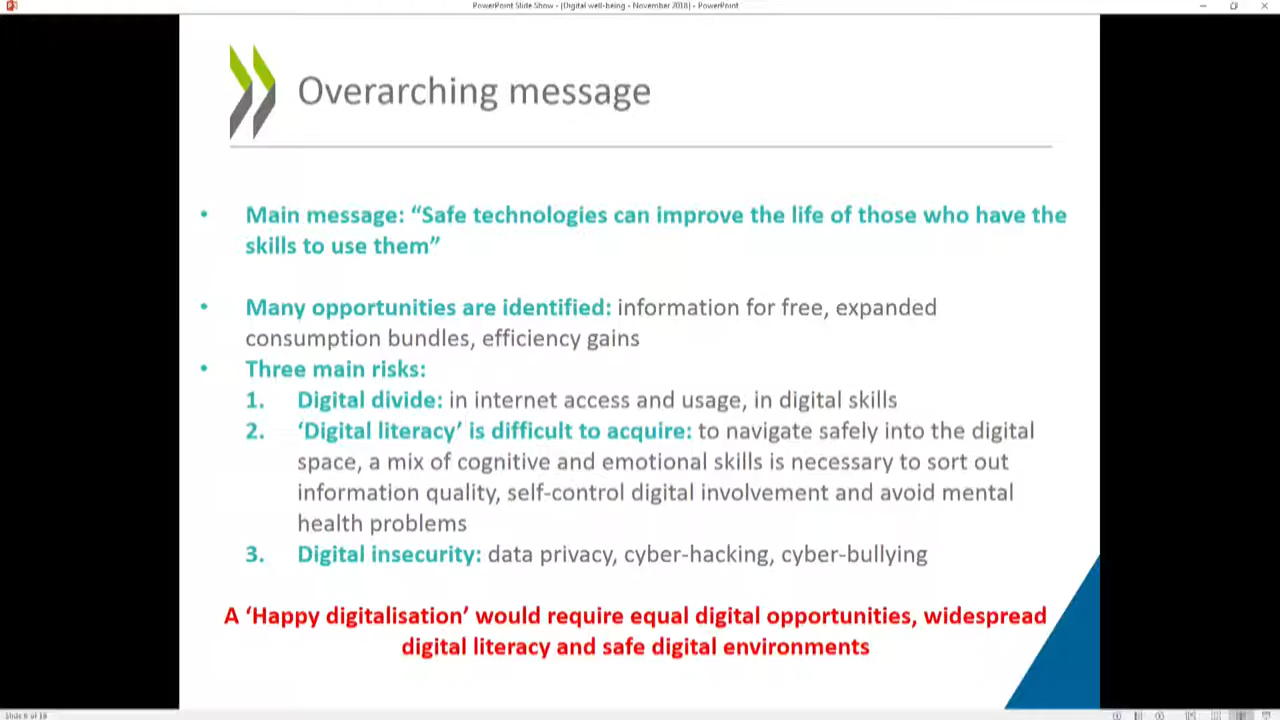 PowerPoint Slide Show - [Digital well-being - November 2018] - PowerPoint
Overarching message
• Main message: “Safe technologies can improve the life of those who have the
skills to use them”
• Many opportunities are identified: information for free, expanded
consumption bundles, efficiency gains
• Three main risks:
1. Digital divide: in internet access and usage, in digital skills
2. ‘Digital literacy’ is difficult to acquire: to navigate safely into the digital
space, a mix of cognitive and emotional skills is necessary to sort out
information quality, self-control digital involvement and avoid mental
health problems
3. Digital insecurity: data privacy, cyber-hacking, cyber-bullying
A ‘Happy digitalisation’ would require equal digital opportunities, widespread
digital literacy and safe digital environments